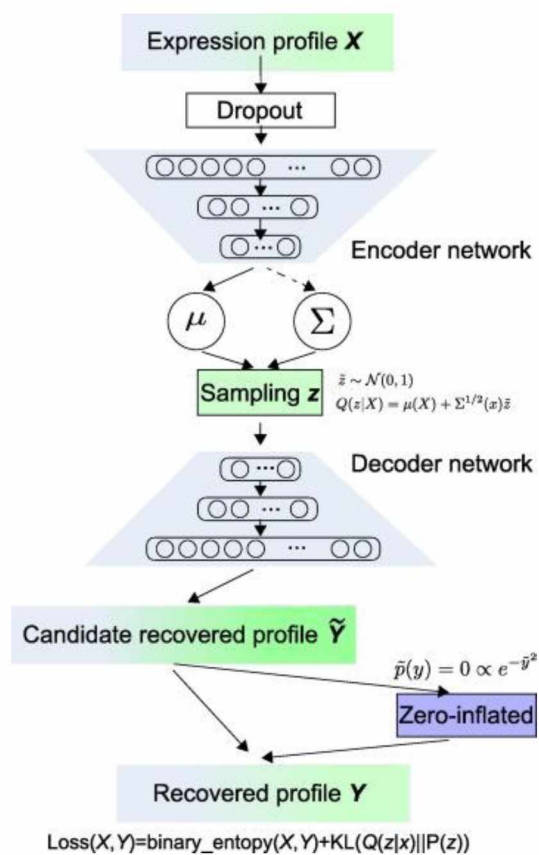 Expression profile X
Dropout
...
...
...
Encoder network
μ
Σ
Sampling z
z̃ ∼ N(0, 1)
Q(z|X) = μ(X) + Σ^{1/2}(x)z̃
Decoder network
...
...
...
Candidate recovered profile Ỹ
p̃(y) = 0 ∝ e^{−ỹ²}
Zero-inflated
Recovered profile Y
Loss(X,Y)=binary_entopy(X,Y)+KL(Q(z|x)||P(z))